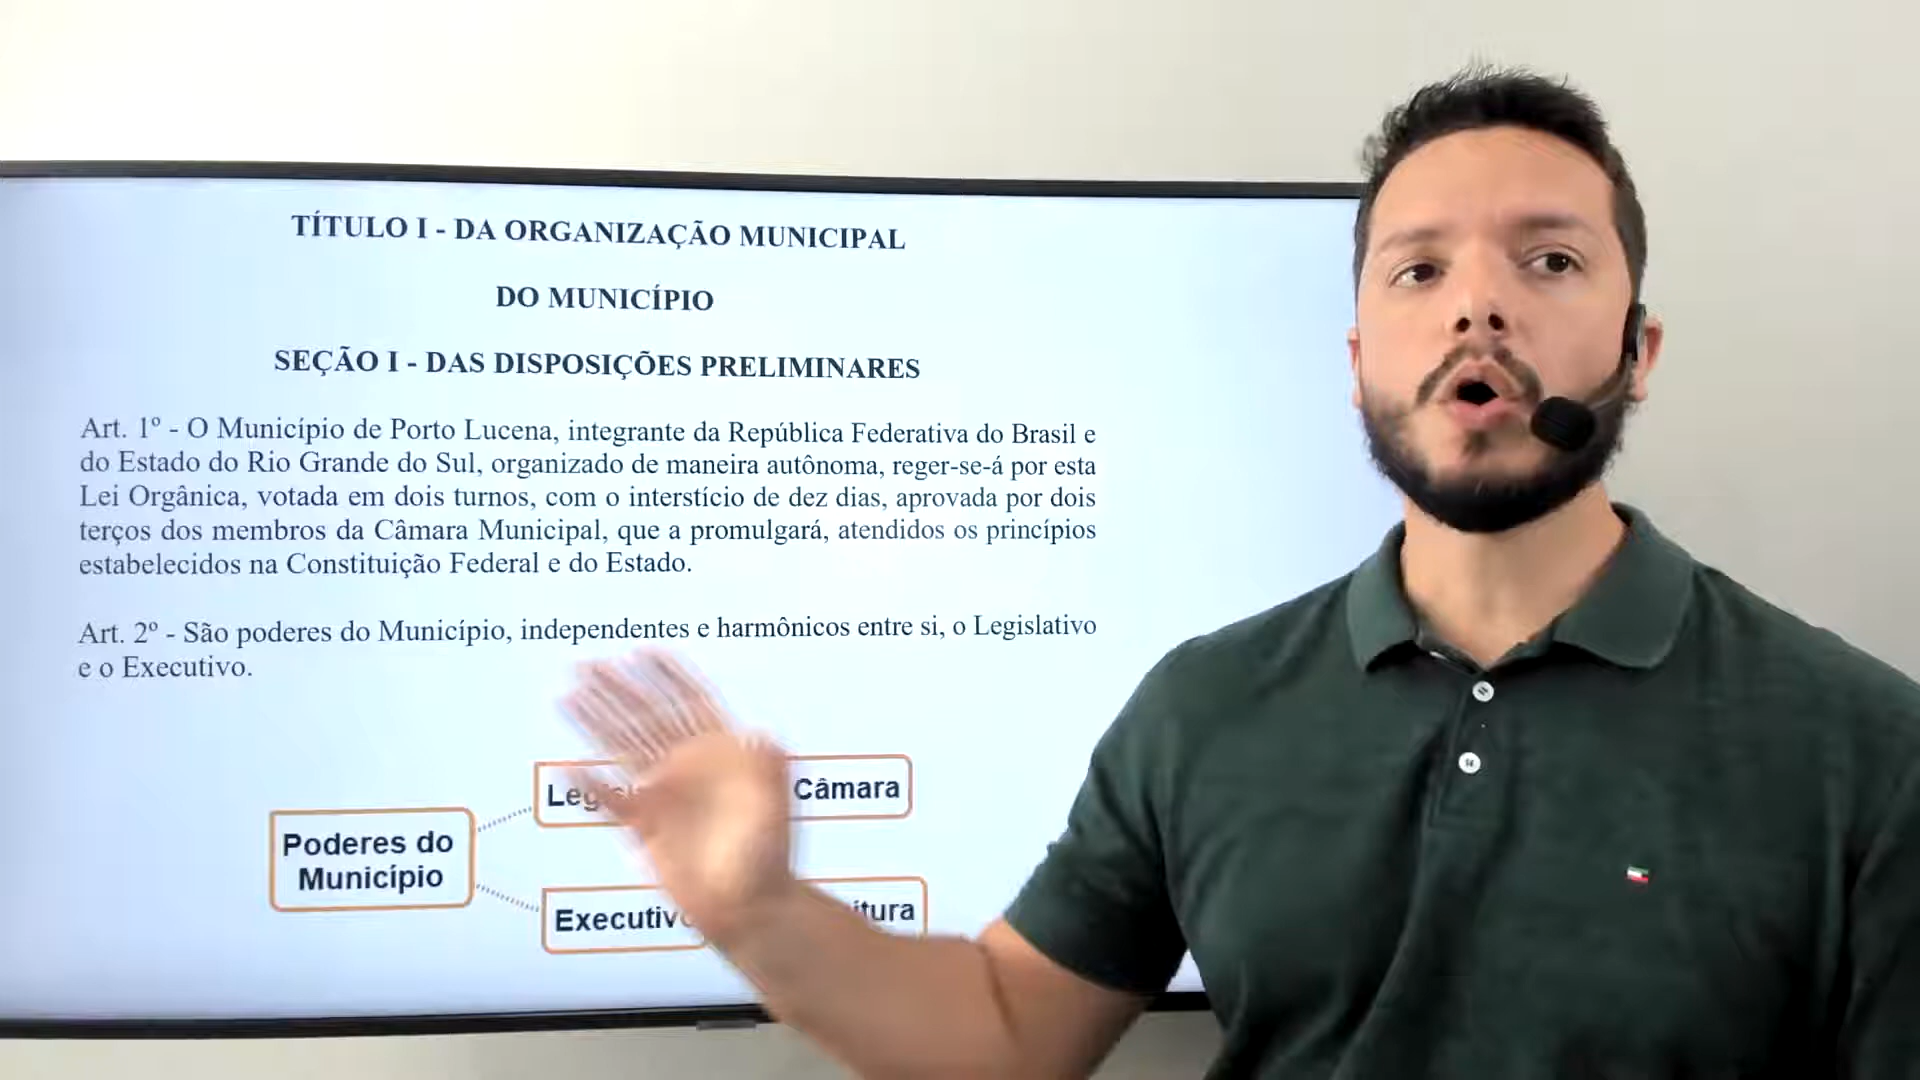 TÍTULO I - DA ORGANIZAÇÃO MUNICIPAL
DO MUNICÍPIO
SEÇÃO I - DAS DISPOSIÇÕES PRELIMINARES
Art. 1º - O Município de Porto Lucena, integrante da República Federativa do Brasil e
do Estado do Rio Grande do Sul, organizado de maneira autônoma, reger-se-á por esta
Lei Orgânica, votada em dois turnos, com o interstício de dez dias, aprovada por dois
terços dos membros da Câmara Municipal, que a promulgará, atendidos os princípios
estabelecidos na Constituição Federal e do Estado.
Art. 2º - São poderes do Município, independentes e harmônicos entre si, o Legislativo
e o Executivo.
Câmara
Poderes do
Município
Executivo